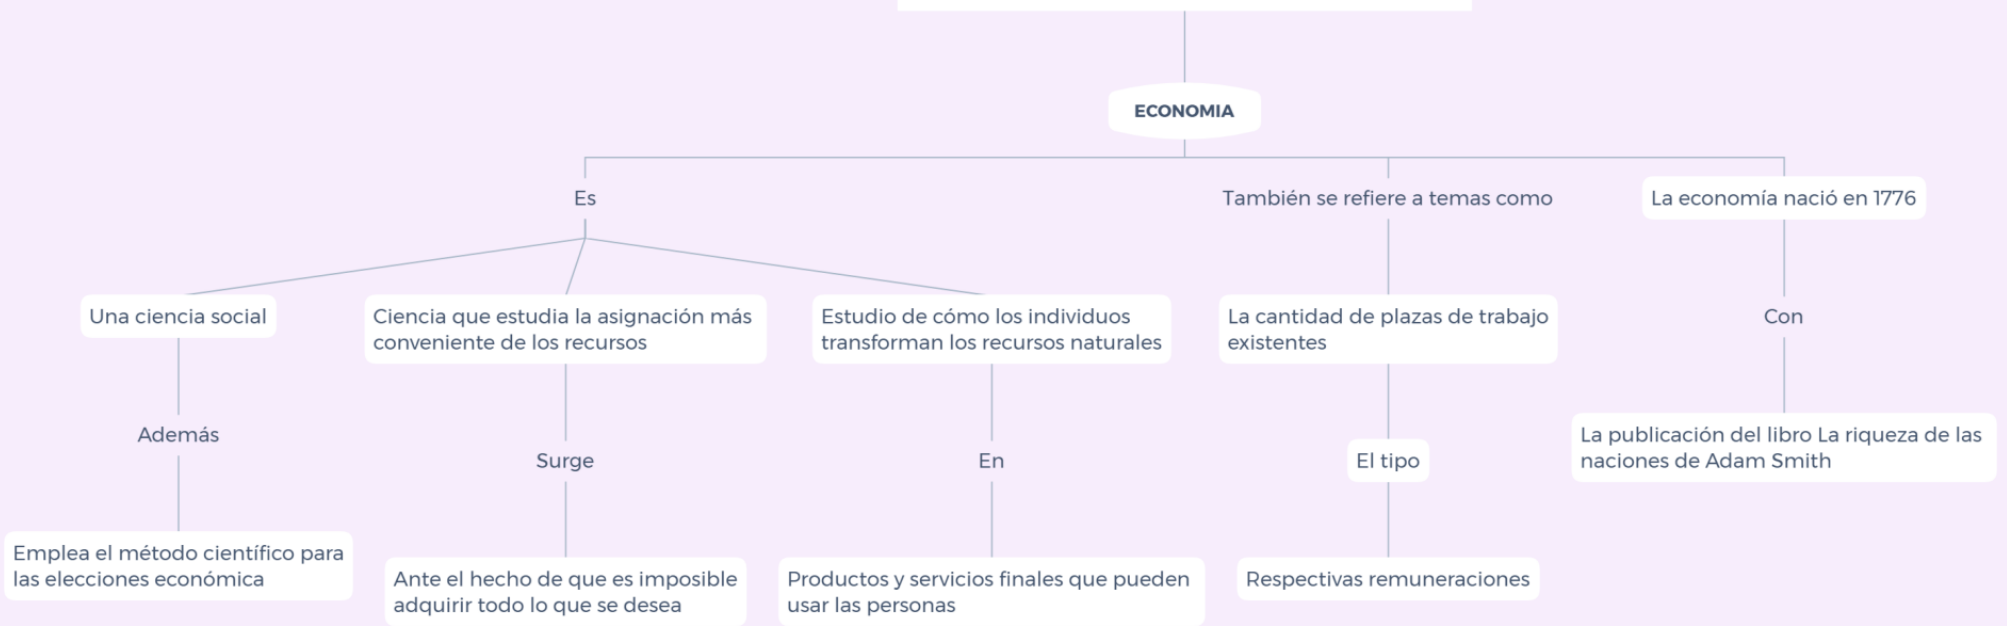 ECONOMIA
Es
También se refiere a temas como
La economía nació en 1776
Una ciencia social
Ciencia que estudia la asignación más
conveniente de los recursos
Estudio de cómo los individuos
transforman los recursos naturales
La cantidad de plazas de trabajo
existentes
Con
Además
Surge
En
El tipo
La publicación del libro La riqueza de las
naciones de Adam Smith
Emplea el método científico para
las elecciones económica
Ante el hecho de que es imposible
adquirir todo lo que se desea
Productos y servicios finales que pueden
usar las personas
Respectivas remuneraciones